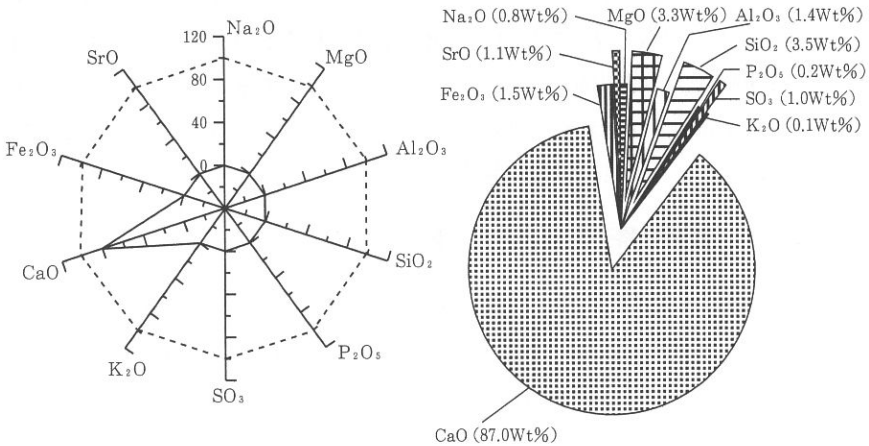 120
80
40
0
Na₂O
MgO
Al₂O₃
SiO₂
P₂O₅
SO₃
K₂O
CaO
Fe₂O₃
SrO
Na₂O (0.8Wt%)
MgO (3.3Wt%)
Al₂O₃ (1.4Wt%)
SrO (1.1Wt%)
SiO₂ (3.5Wt%)
P₂O₅ (0.2Wt%)
Fe₂O₃ (1.5Wt%)
SO₃ (1.0Wt%)
K₂O (0.1Wt%)
CaO (87.0Wt%)